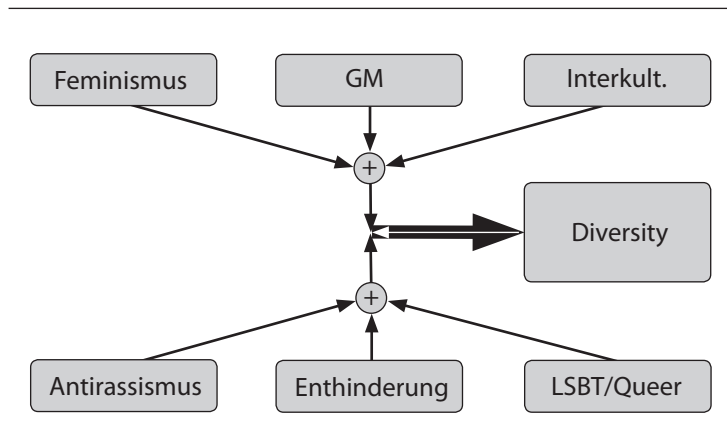 Feminismus
GM
Interkult.
+
Diversity
+
Antirassismus
Enthinderung
LSBT/Queer